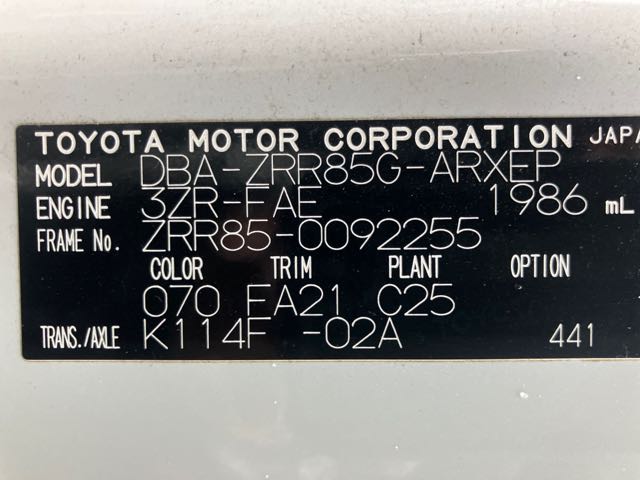 TOYOTA MOTOR CORPORATION JAPA
MODEL DBA-ZRR85G-ARXEP
ENGINE 3ZR-FAE 1986 mL
FRAME No. ZRR85-0092255
COLOR TRIM PLANT OPTION
070 FA21 C25
TRANS./AXLE K114F -02A 441